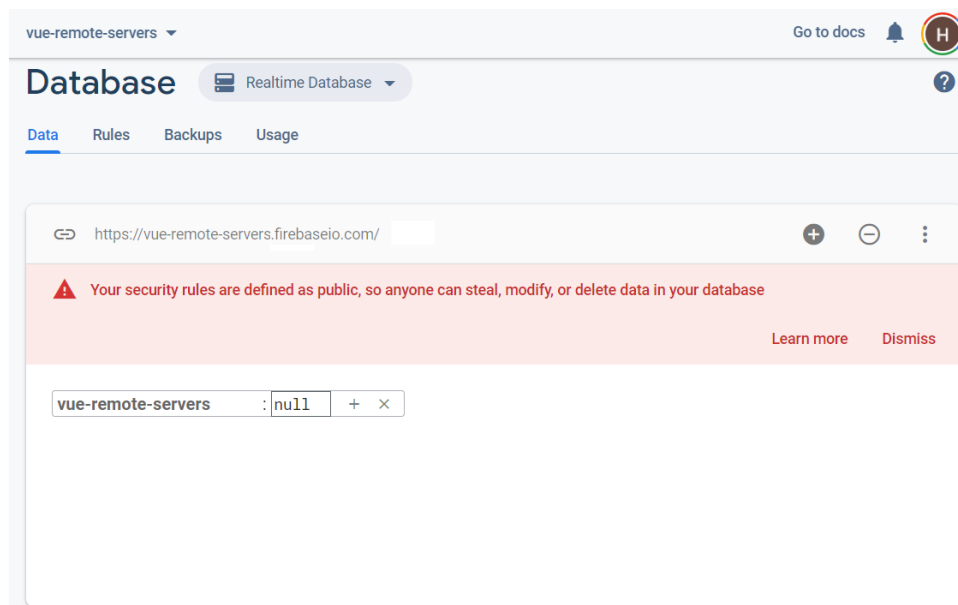 vue-remote-servers
Go to docs
H
Database
Realtime Database
?
Data Rules Backups Usage
https://vue-remote-servers.firebaseio.com/
Your security rules are defined as public, so anyone can steal, modify, or delete data in your database
Learn more Dismiss
vue-remote-servers : null + ×